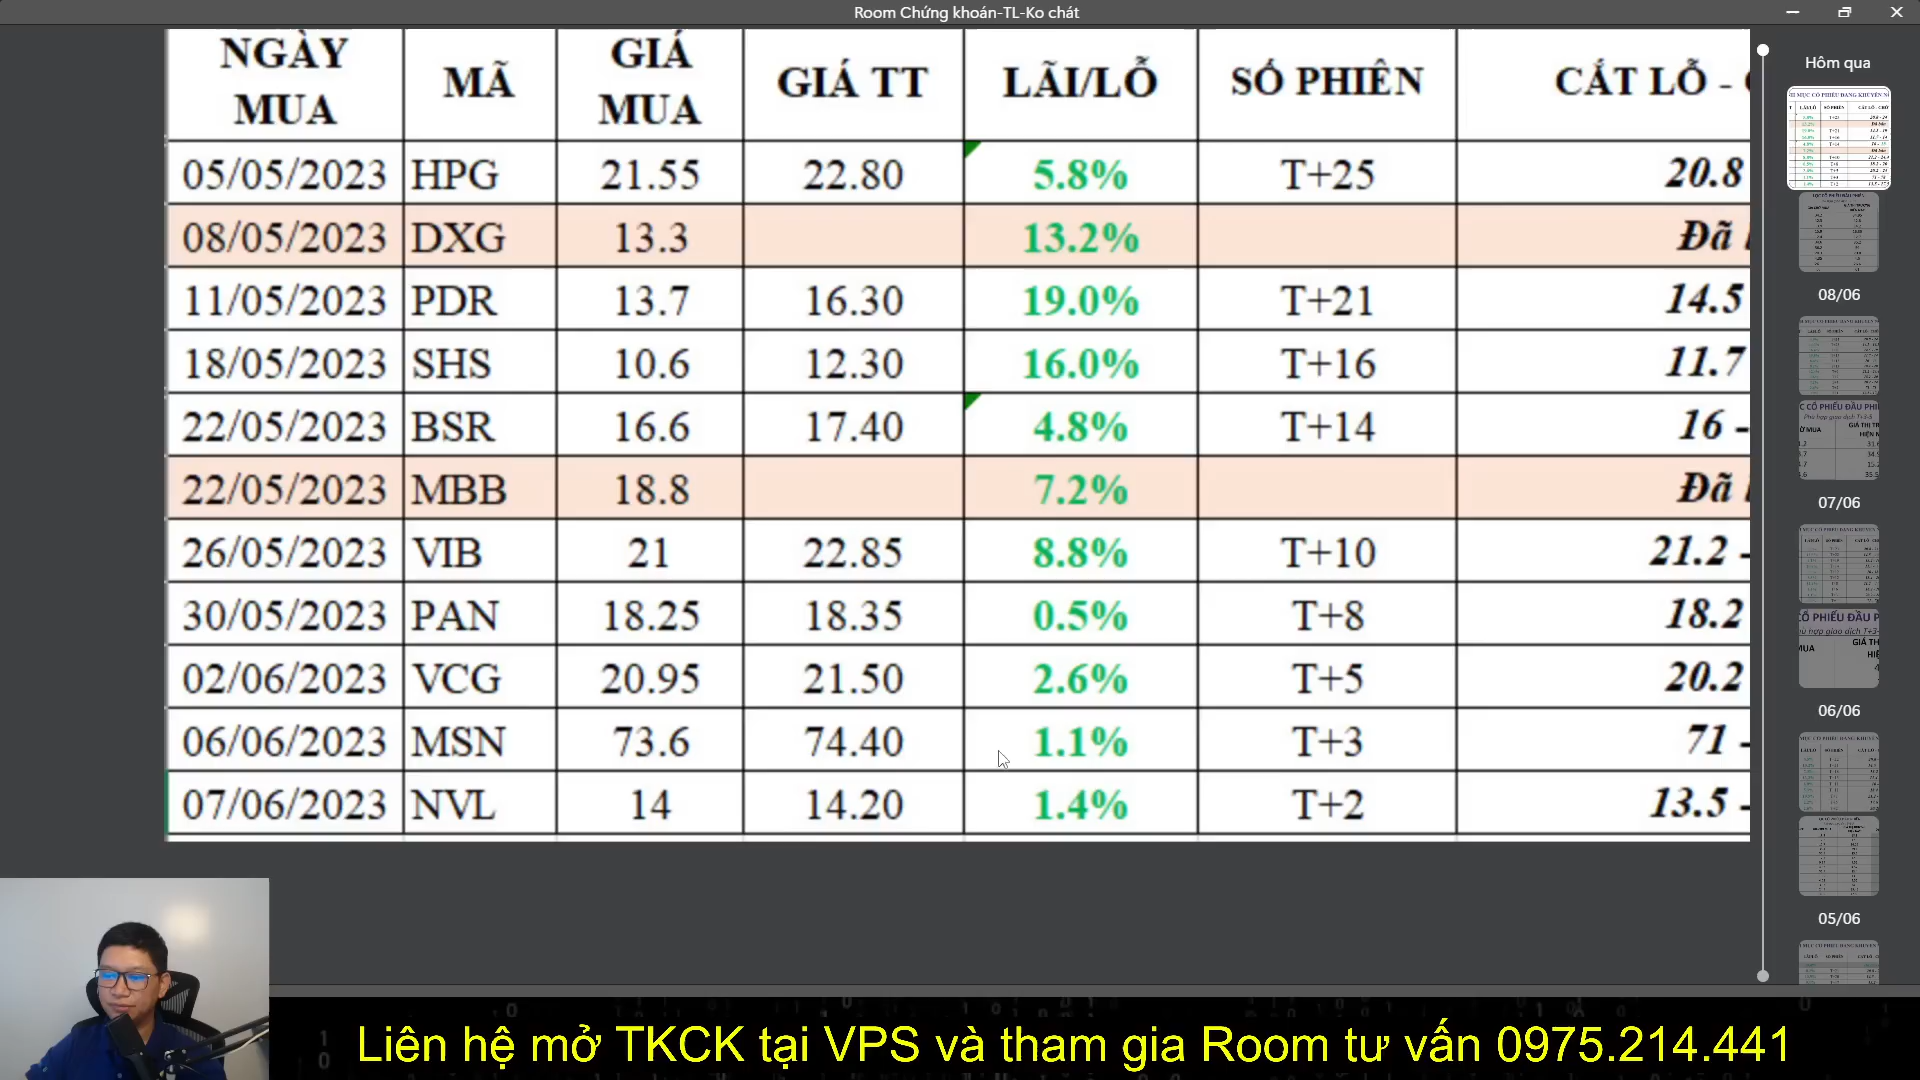 Room Chứng khoán-TL-Ko chát
NGÀY MUA MÃ GIÁ MUA GIÁ TT LÃI/LỖ SỐ PHIÊN CẮT LỖ -
05/05/2023 HPG 21.55 22.80 5.8% T+25 20.8
08/05/2023 DXG 13.3 13.2% Đã
11/05/2023 PDR 13.7 16.30 19.0% T+21 14.5
18/05/2023 SHS 10.6 12.30 16.0% T+16 11.7
22/05/2023 BSR 16.6 17.40 4.8% T+14 16 -
22/05/2023 MBB 18.8 7.2% Đã
26/05/2023 VIB 21 22.85 8.8% T+10 21.2 -
30/05/2023 PAN 18.25 18.35 0.5% T+8 18.2
02/06/2023 VCG 20.95 21.50 2.6% T+5 20.2
06/06/2023 MSN 73.6 74.40 1.1% T+3 71 -
07/06/2023 NVL 14 14.20 1.4% T+2 13.5 -
Hôm qua
08/06
07/06
06/06
05/06
Liên hệ mở TKCK tại VPS và tham gia Room tư vấn 0975.214.441